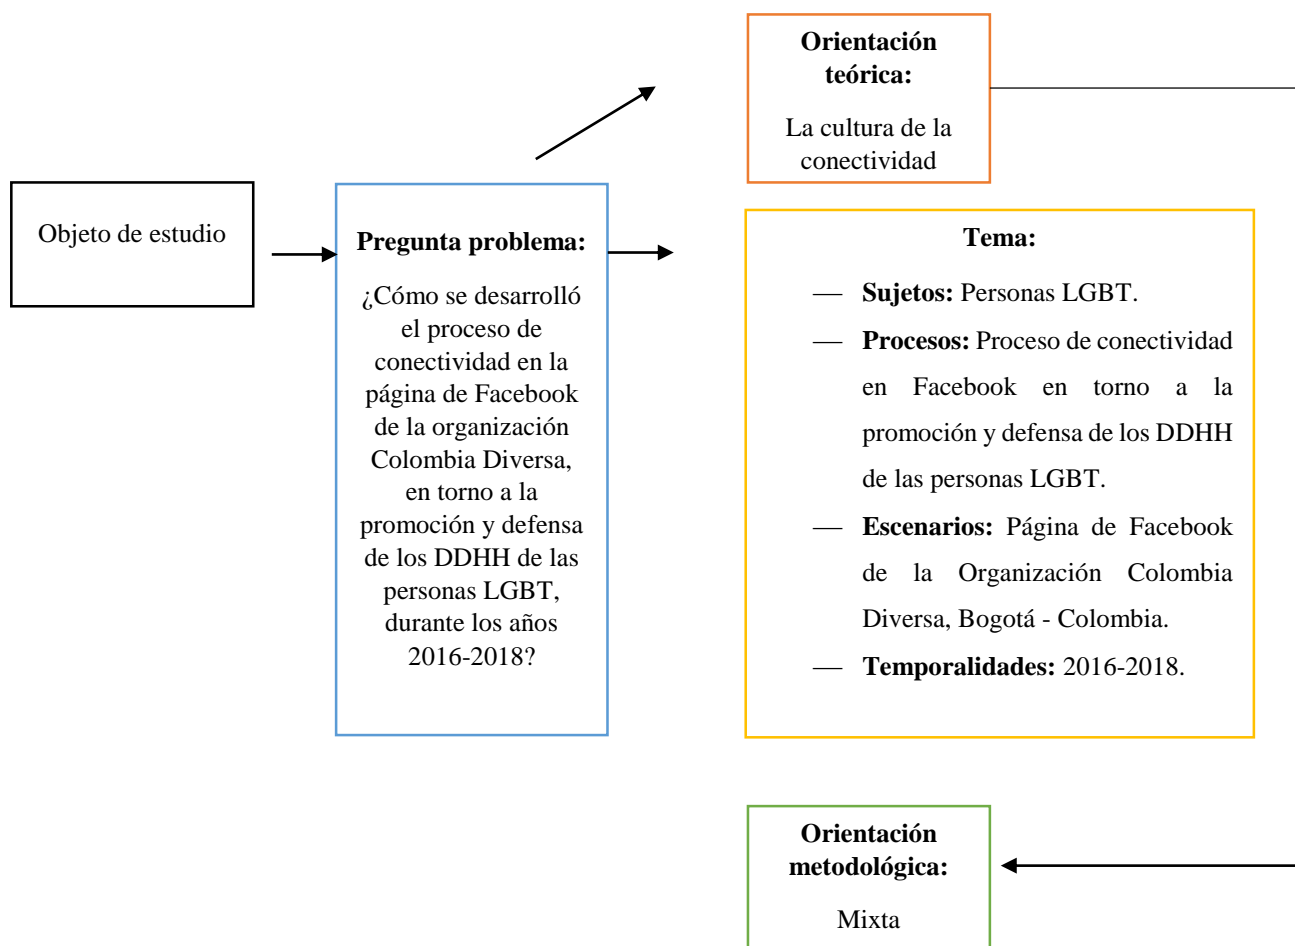 Objeto de estudio
Pregunta problema:
¿Cómo se desarrolló
el proceso de
conectividad en la
página de Facebook
de la organización
Colombia Diversa,
en torno a la
promoción y defensa
de los DDHH de las
personas LGBT,
durante los años
2016-2018?
Orientación
teórica:
La cultura de la
conectividad
Tema:
— Sujetos: Personas LGBT.
— Procesos: Proceso de conectividad
en Facebook en torno a la
promoción y defensa de los DDHH
de las personas LGBT.
— Escenarios: Página de Facebook
de la Organización Colombia
Diversa, Bogotá - Colombia.
— Temporalidades: 2016-2018.
Orientación
metodológica:
Mixta